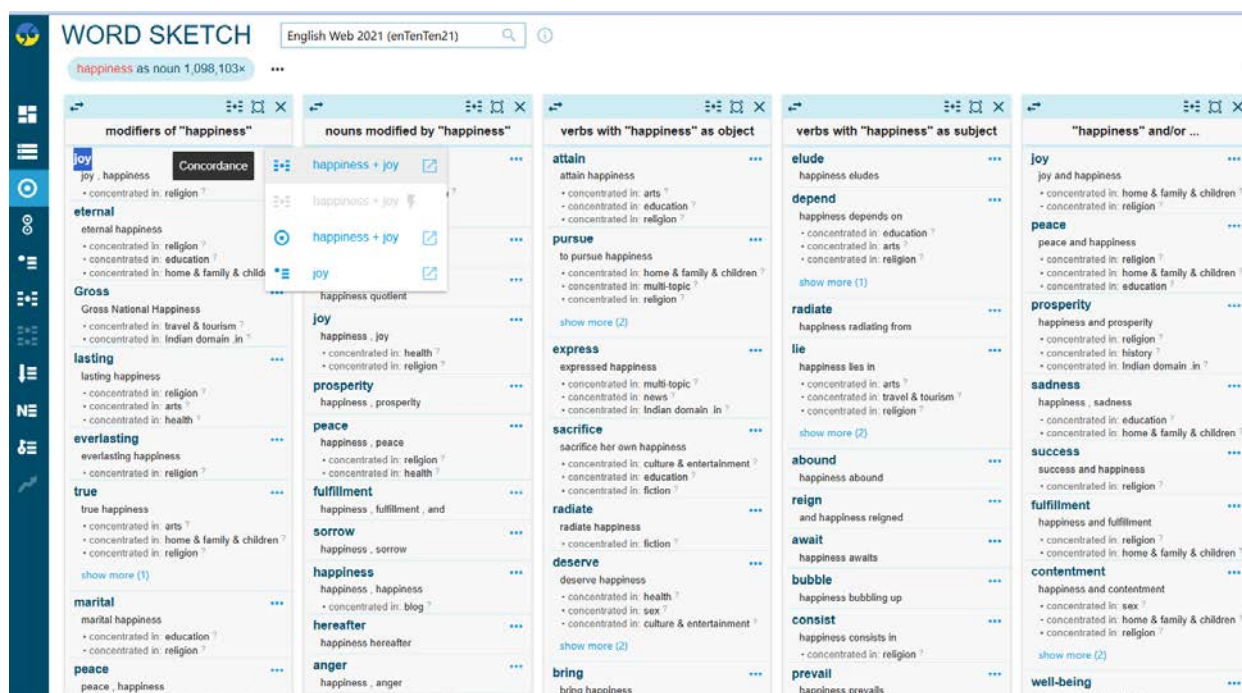 WORD SKETCH
English Web 2021 (enTenTen21)
happiness as noun 1,098,103×
modifiers of "happiness"
joy
joy , happiness
• concentrated in: religion ?
eternal
eternal happiness
• concentrated in: religion ?
• concentrated in: education ?
• concentrated in: home & family & child
Gross
Gross National Happiness
• concentrated in: travel & tourism ?
• concentrated in: Indian domain .in ?
lasting
lasting happiness
• concentrated in: religion ?
• concentrated in: arts ?
• concentrated in: health ?
everlasting
everlasting happiness
• concentrated in: religion ?
true
true happiness
• concentrated in: arts ?
• concentrated in: home & family & children ?
• concentrated in: religion ?
show more (1)
marital
marital happiness
• concentrated in: education ?
• concentrated in: religion ?
peace
peace , happiness
Concordance
happiness + joy
happiness + joy
happiness + joy
joy
nouns modified by "happiness"
happiness quotient
joy
happiness , joy
• concentrated in: health ?
• concentrated in: religion ?
prosperity
happiness , prosperity
peace
happiness , peace
• concentrated in: religion ?
• concentrated in: health ?
fulfillment
happiness , fulfillment , and
sorrow
happiness , sorrow
happiness
happiness , happiness
• concentrated in: blog ?
hereafter
happiness hereafter
anger
happiness , anger
verbs with "happiness" as object
attain
attain happiness
• concentrated in: arts ?
• concentrated in: education ?
• concentrated in: religion ?
pursue
to pursue happiness
• concentrated in: home & family & children ?
• concentrated in: multi-topic ?
• concentrated in: religion ?
show more (2)
express
expressed happiness
• concentrated in: multi-topic ?
• concentrated in: news ?
• concentrated in: Indian domain .in ?
sacrifice
sacrifice her own happiness
• concentrated in: culture & entertainment ?
• concentrated in: education ?
• concentrated in: fiction ?
radiate
radiate happiness
• concentrated in: fiction ?
deserve
deserve happiness
• concentrated in: health ?
• concentrated in: sex ?
• concentrated in: culture & entertainment ?
show more (2)
bring
bring happiness
verbs with "happiness" as subject
elude
happiness eludes
depend
happiness depends on
• concentrated in: education ?
• concentrated in: arts ?
• concentrated in: religion ?
show more (1)
radiate
happiness radiating from
lie
happiness lies in
• concentrated in: arts ?
• concentrated in: travel & tourism ?
• concentrated in: religion ?
show more (2)
abound
happiness abound
reign
and happiness reigned
await
happiness awaits
bubble
happiness bubbling up
consist
happiness consists in
• concentrated in: religion ?
prevail
happiness prevails
"happiness" and/or ...
joy
joy and happiness
• concentrated in: home & family & children ?
• concentrated in: religion ?
peace
peace and happiness
• concentrated in: religion ?
• concentrated in: home & family & children ?
• concentrated in: education ?
prosperity
happiness and prosperity
• concentrated in: religion ?
• concentrated in: history ?
• concentrated in: Indian domain .in ?
sadness
happiness , sadness
• concentrated in: education ?
• concentrated in: home & family & children ?
success
success and happiness
• concentrated in: religion ?
fulfillment
happiness and fulfillment
• concentrated in: religion ?
• concentrated in: home & family & children ?
contentment
happiness and contentment
• concentrated in: sex ?
• concentrated in: home & family & children ?
• concentrated in: religion ?
show more (2)
well-being